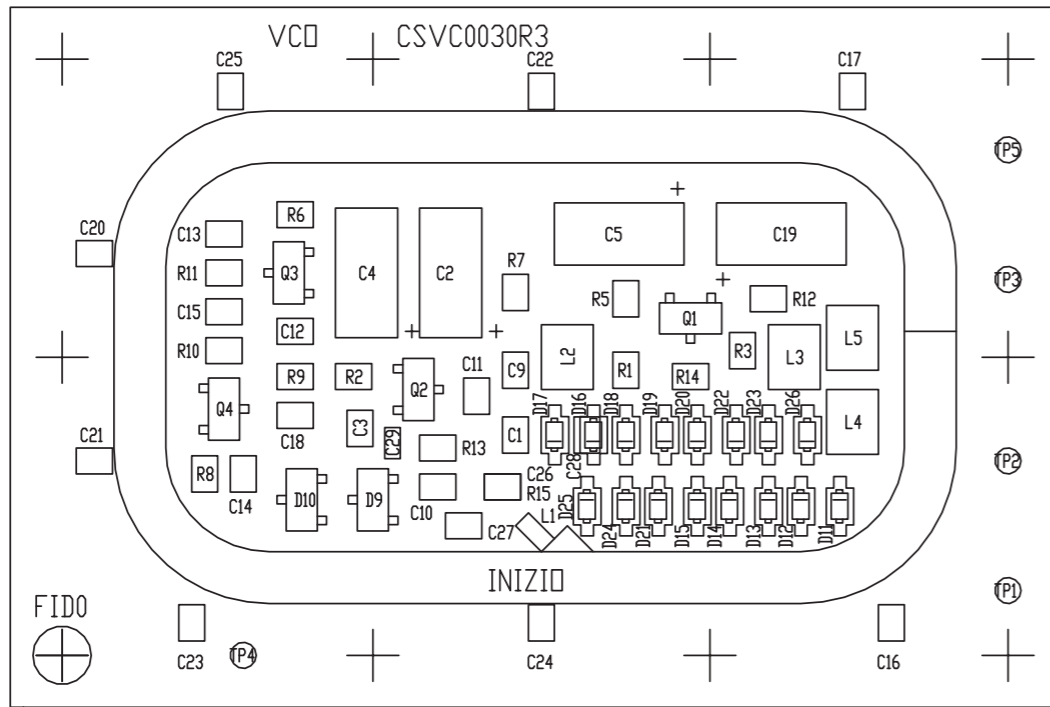 VCO CSVC0030R3
C25 C22 C17
TP5
C20 C13 R6 C5 C19
R11 Q3 C4 C2 R7 R5 R12 TP3
C15 C12 Q1
R10 L2 R3 L3 L5
R9 R2 Q2 C11 C9 R1 R14
Q4 C18 C3 C29 C1 D17 D16 D18 D19 D20 D22 D23 D26 L4
C21 R8 C14 R13 C26 C28 TP2
D10 D9 C10 R15 D25
C27 L1 D24 D21 D15 D14 D13 D12 D11
INIZIO
FIDO TP1
C23 TP4 C24 C16